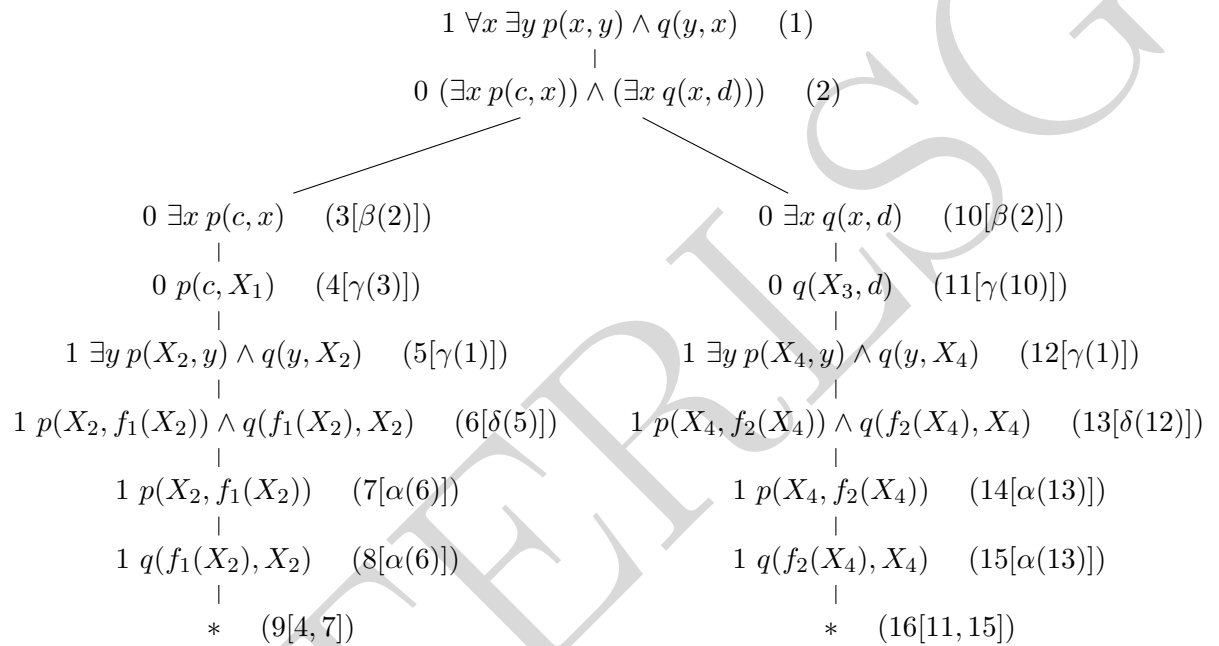 1 ∀x ∃y p(x, y) ∧ q(y, x) (1)
0 (∃x p(c, x)) ∧ (∃x q(x, d))) (2)
0 ∃x p(c, x) (3[β(2)]) 0 ∃x q(x, d) (10[β(2)])
0 p(c, X₁) (4[γ(3)]) 0 q(X₃, d) (11[γ(10)])
1 ∃y p(X₂, y) ∧ q(y, X₂) (5[γ(1)]) 1 ∃y p(X₄, y) ∧ q(y, X₄) (12[γ(1)])
1 p(X₂, f₁(X₂)) ∧ q(f₁(X₂), X₂) (6[δ(5)]) 1 p(X₄, f₂(X₄)) ∧ q(f₂(X₄), X₄) (13[δ(12)])
1 p(X₂, f₁(X₂)) (7[α(6)]) 1 p(X₄, f₂(X₄)) (14[α(13)])
1 q(f₁(X₂), X₂) (8[α(6)]) 1 q(f₂(X₄), X₄) (15[α(13)])
∗ (9[4, 7]) ∗ (16[11, 15])